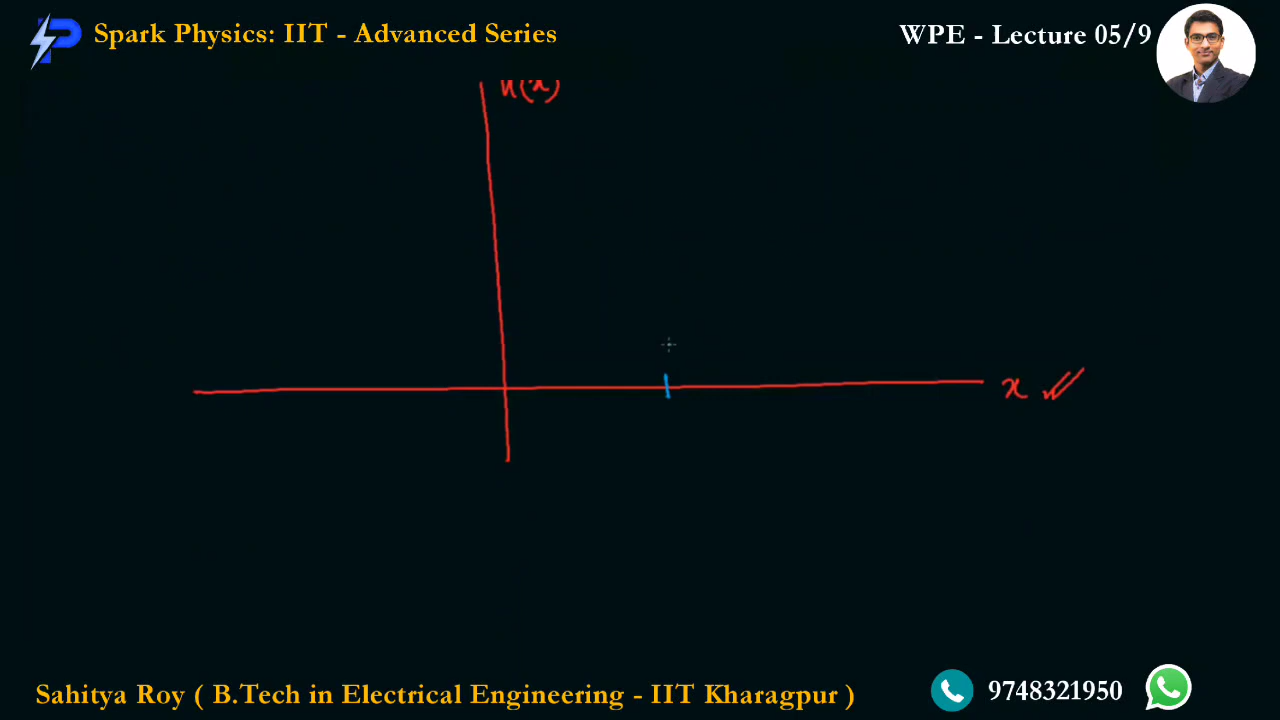 Spark Physics: IIT - Advanced Series
WPE - Lecture 05/9
u(x)
x
Sahitya Roy ( B.Tech in Electrical Engineering - IIT Kharagpur )
9748321950